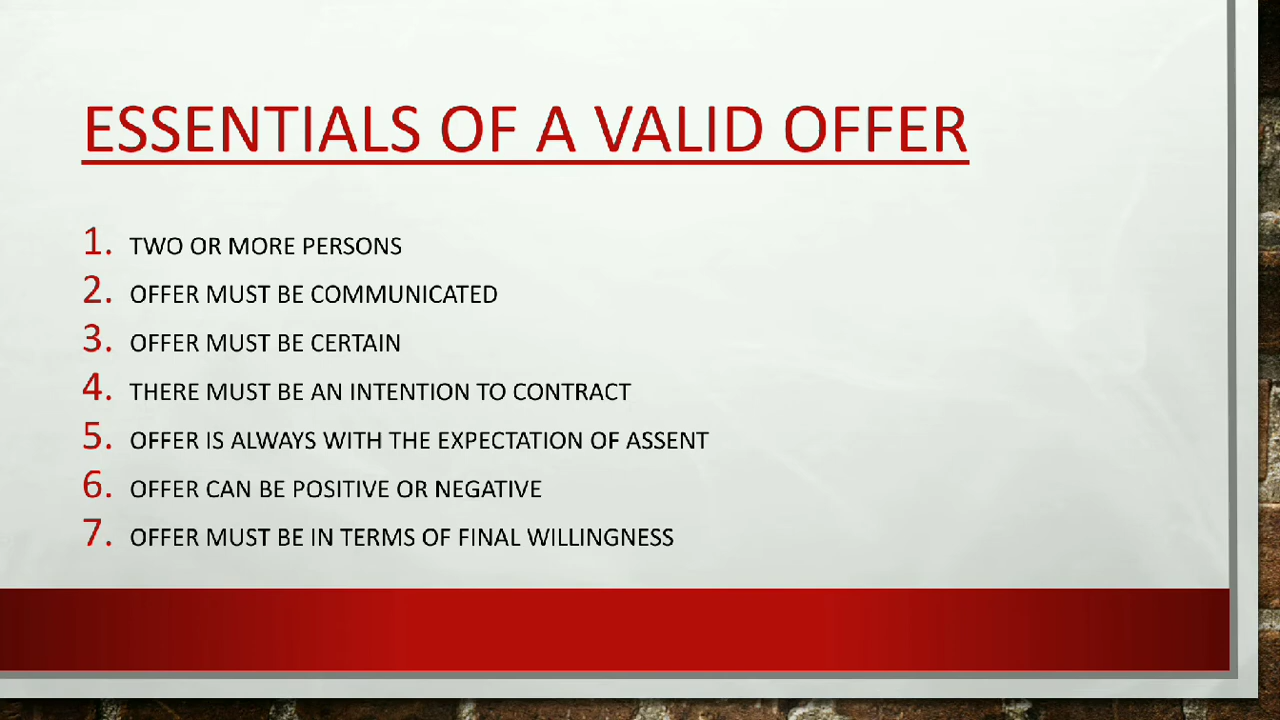 ESSENTIALS OF A VALID OFFER
1. TWO OR MORE PERSONS
2. OFFER MUST BE COMMUNICATED
3. OFFER MUST BE CERTAIN
4. THERE MUST BE AN INTENTION TO CONTRACT
5. OFFER IS ALWAYS WITH THE EXPECTATION OF ASSENT
6. OFFER CAN BE POSITIVE OR NEGATIVE
7. OFFER MUST BE IN TERMS OF FINAL WILLINGNESS